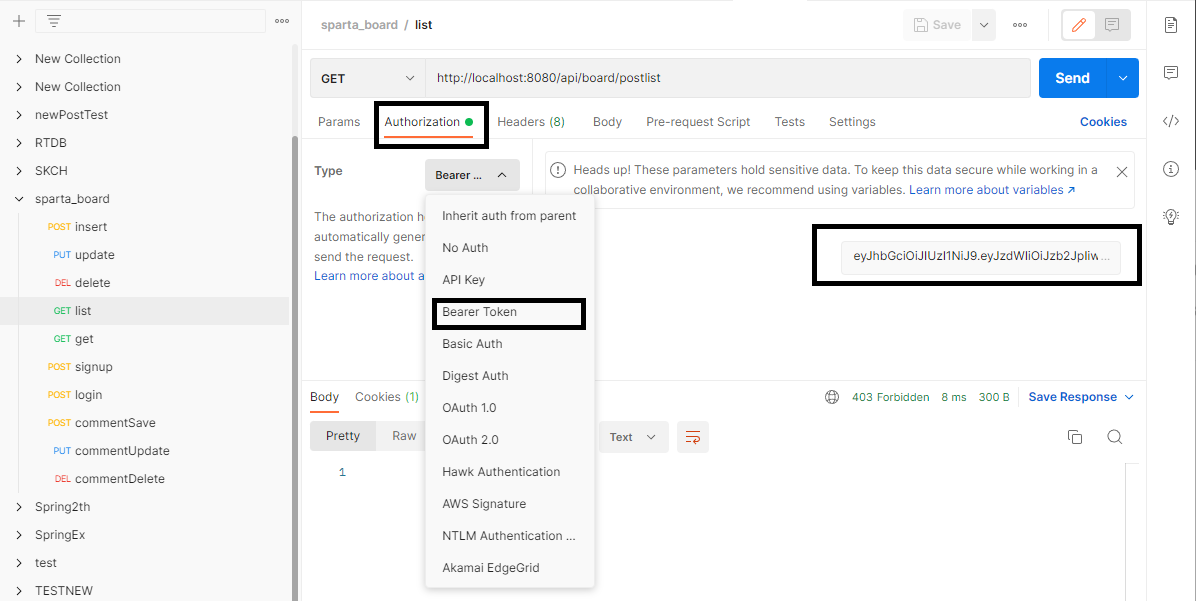 sparta_board / list
Save
New Collection
New Collection
newPostTest
RTDB
SKCH
sparta_board
POST insert
PUT update
DEL delete
GET list
GET get
POST signup
POST login
POST commentSave
PUT commentUpdate
DEL commentDelete
Spring2th
SpringEx
test
TESTNEW
GET
http://localhost:8080/api/board/postlist
Send
Params Authorization Headers (8) Body Pre-request Script Tests Settings Cookies
Type
Bearer ...
The authorization he
automatically gener
send the request.
Learn more about a
Inherit auth from parent
No Auth
API Key
Bearer Token
Basic Auth
Digest Auth
OAuth 1.0
OAuth 2.0
Hawk Authentication
AWS Signature
NTLM Authentication ...
Akamai EdgeGrid
Heads up! These parameters hold sensitive data. To keep this data secure while working in a
collaborative environment, we recommend using variables. Learn more about variables ↗
eyJhbGciOiJIUzI1NiJ9.eyJzdWIiOiJzb2JpIiw...
Body Cookies (1)
403 Forbidden 8 ms 300 B Save Response
Pretty Raw
Text
1